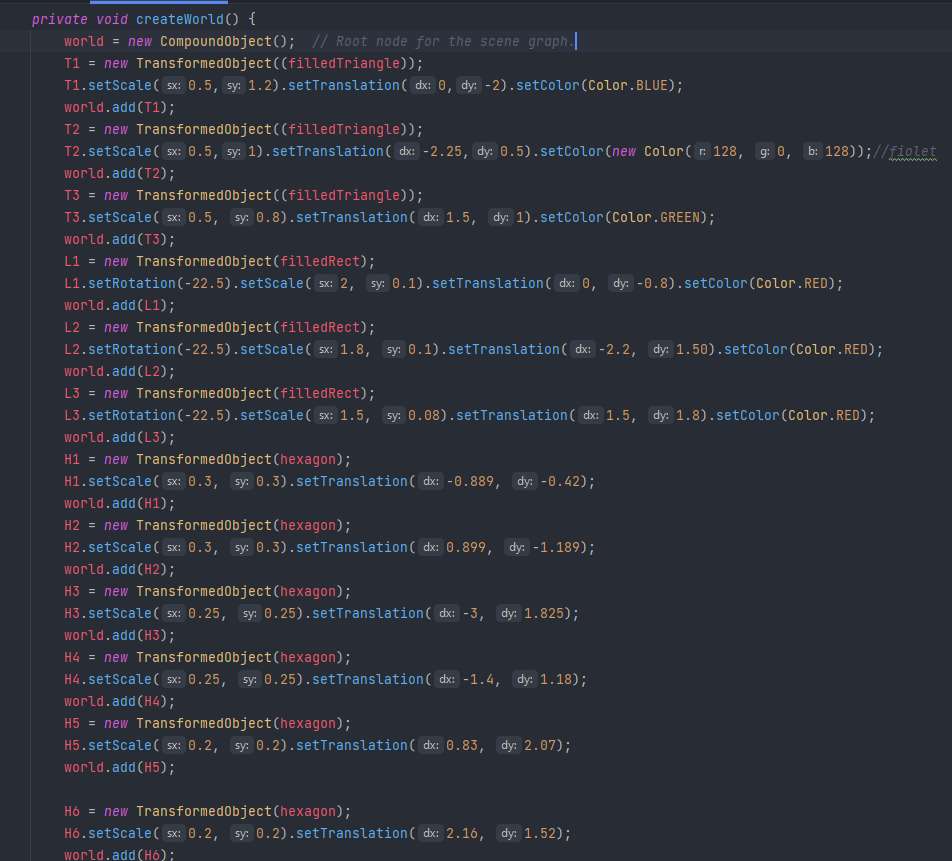 private void createWorld() {
world = new CompoundObject();  // Root node for the scene graph.
T1 = new TransformedObject((filledTriangle));
T1.setScale( sx: 0.5, sy: 1.2).setTranslation( dx: 0, dy: -2).setColor(Color.BLUE);
world.add(T1);
T2 = new TransformedObject((filledTriangle));
T2.setScale( sx: 0.5, sy: 1).setTranslation( dx: -2.25, dy: 0.5).setColor(new Color( r: 128, g: 0, b: 128));//fiolet
world.add(T2);
T3 = new TransformedObject((filledTriangle));
T3.setScale( sx: 0.5, sy: 0.8).setTranslation( dx: 1.5, dy: 1).setColor(Color.GREEN);
world.add(T3);
L1 = new TransformedObject(filledRect);
L1.setRotation(-22.5).setScale( sx: 2, sy: 0.1).setTranslation( dx: 0, dy: -0.8).setColor(Color.RED);
world.add(L1);
L2 = new TransformedObject(filledRect);
L2.setRotation(-22.5).setScale( sx: 1.8, sy: 0.1).setTranslation( dx: -2.2, dy: 1.50).setColor(Color.RED);
world.add(L2);
L3 = new TransformedObject(filledRect);
L3.setRotation(-22.5).setScale( sx: 1.5, sy: 0.08).setTranslation( dx: 1.5, dy: 1.8).setColor(Color.RED);
world.add(L3);
H1 = new TransformedObject(hexagon);
H1.setScale( sx: 0.3, sy: 0.3).setTranslation( dx: -0.889, dy: -0.42);
world.add(H1);
H2 = new TransformedObject(hexagon);
H2.setScale( sx: 0.3, sy: 0.3).setTranslation( dx: 0.899, dy: -1.189);
world.add(H2);
H3 = new TransformedObject(hexagon);
H3.setScale( sx: 0.25, sy: 0.25).setTranslation( dx: -3, dy: 1.825);
world.add(H3);
H4 = new TransformedObject(hexagon);
H4.setScale( sx: 0.25, sy: 0.25).setTranslation( dx: -1.4, dy: 1.18);
world.add(H4);
H5 = new TransformedObject(hexagon);
H5.setScale( sx: 0.2, sy: 0.2).setTranslation( dx: 0.83, dy: 2.07);
world.add(H5);
H6 = new TransformedObject(hexagon);
H6.setScale( sx: 0.2, sy: 0.2).setTranslation( dx: 2.16, dy: 1.52);
world.add(H6);